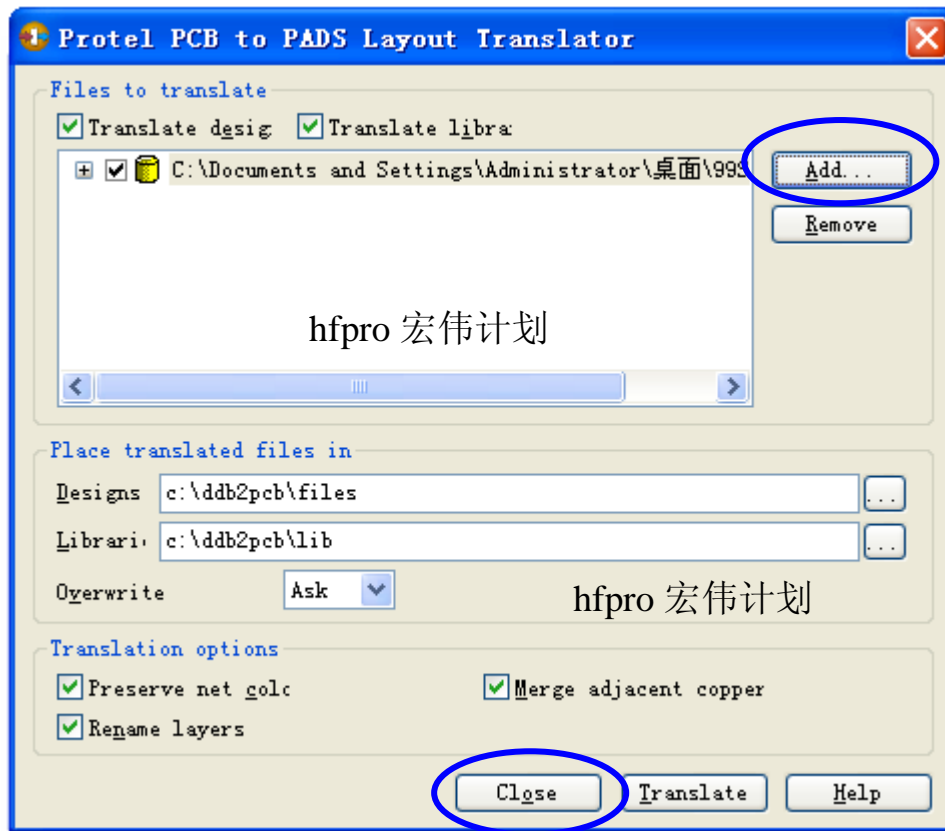 Protel PCB to PADS Layout Translator
Files to translate
Translate desig Translate libra
C:\Documents and Settings\Administrator\桌面\99S
Add...
Remove
hfpro 宏伟计划
Place translated files in
Designs c:\ddb2pcb\files ...
Librari c:\ddb2pcb\lib ...
Overwrite Ask
hfpro 宏伟计划
Translation options
Preserve net colo Merge adjacent copper
Rename layers
Close Translate Help